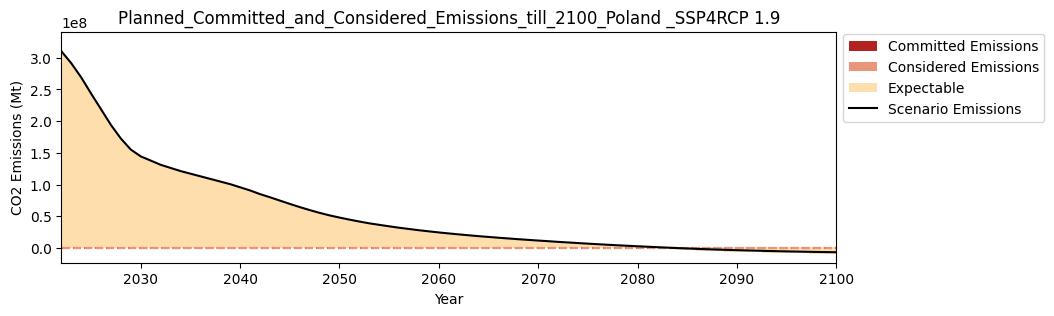 Planned_Committed_and_Considered_Emissions_till_2100_Poland _SSP4RCP 1.9
1e8
3.0
2.5
2.0
1.5
1.0
0.5
0.0
CO2 Emissions (Mt)
2030 2040 2050 2060 2070 2080 2090 2100
Year
Committed Emissions
Considered Emissions
Expectable
Scenario Emissions